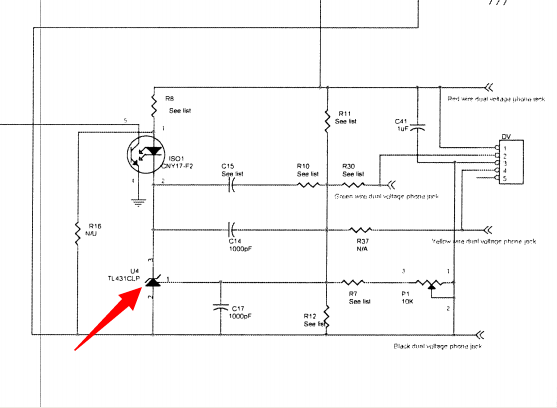 R8
See list
R11
See list
C41
1uF
Red wire dual voltage phone jack
DV
1
2
3
4
5
5
1
ISO1
CNY17-F2
4
2
C15
See list
R10
See list
R30
See list
Green wire dual voltage phone jack
R16
N/U
C14
1000pF
R37
N/A
Yellow wire dual voltage phone jack
3
U4
TL431CLP
1
2
C17
1000pF
R7
See list
3
1
P1
10K
2
R12
See list
Black dual voltage phone jack